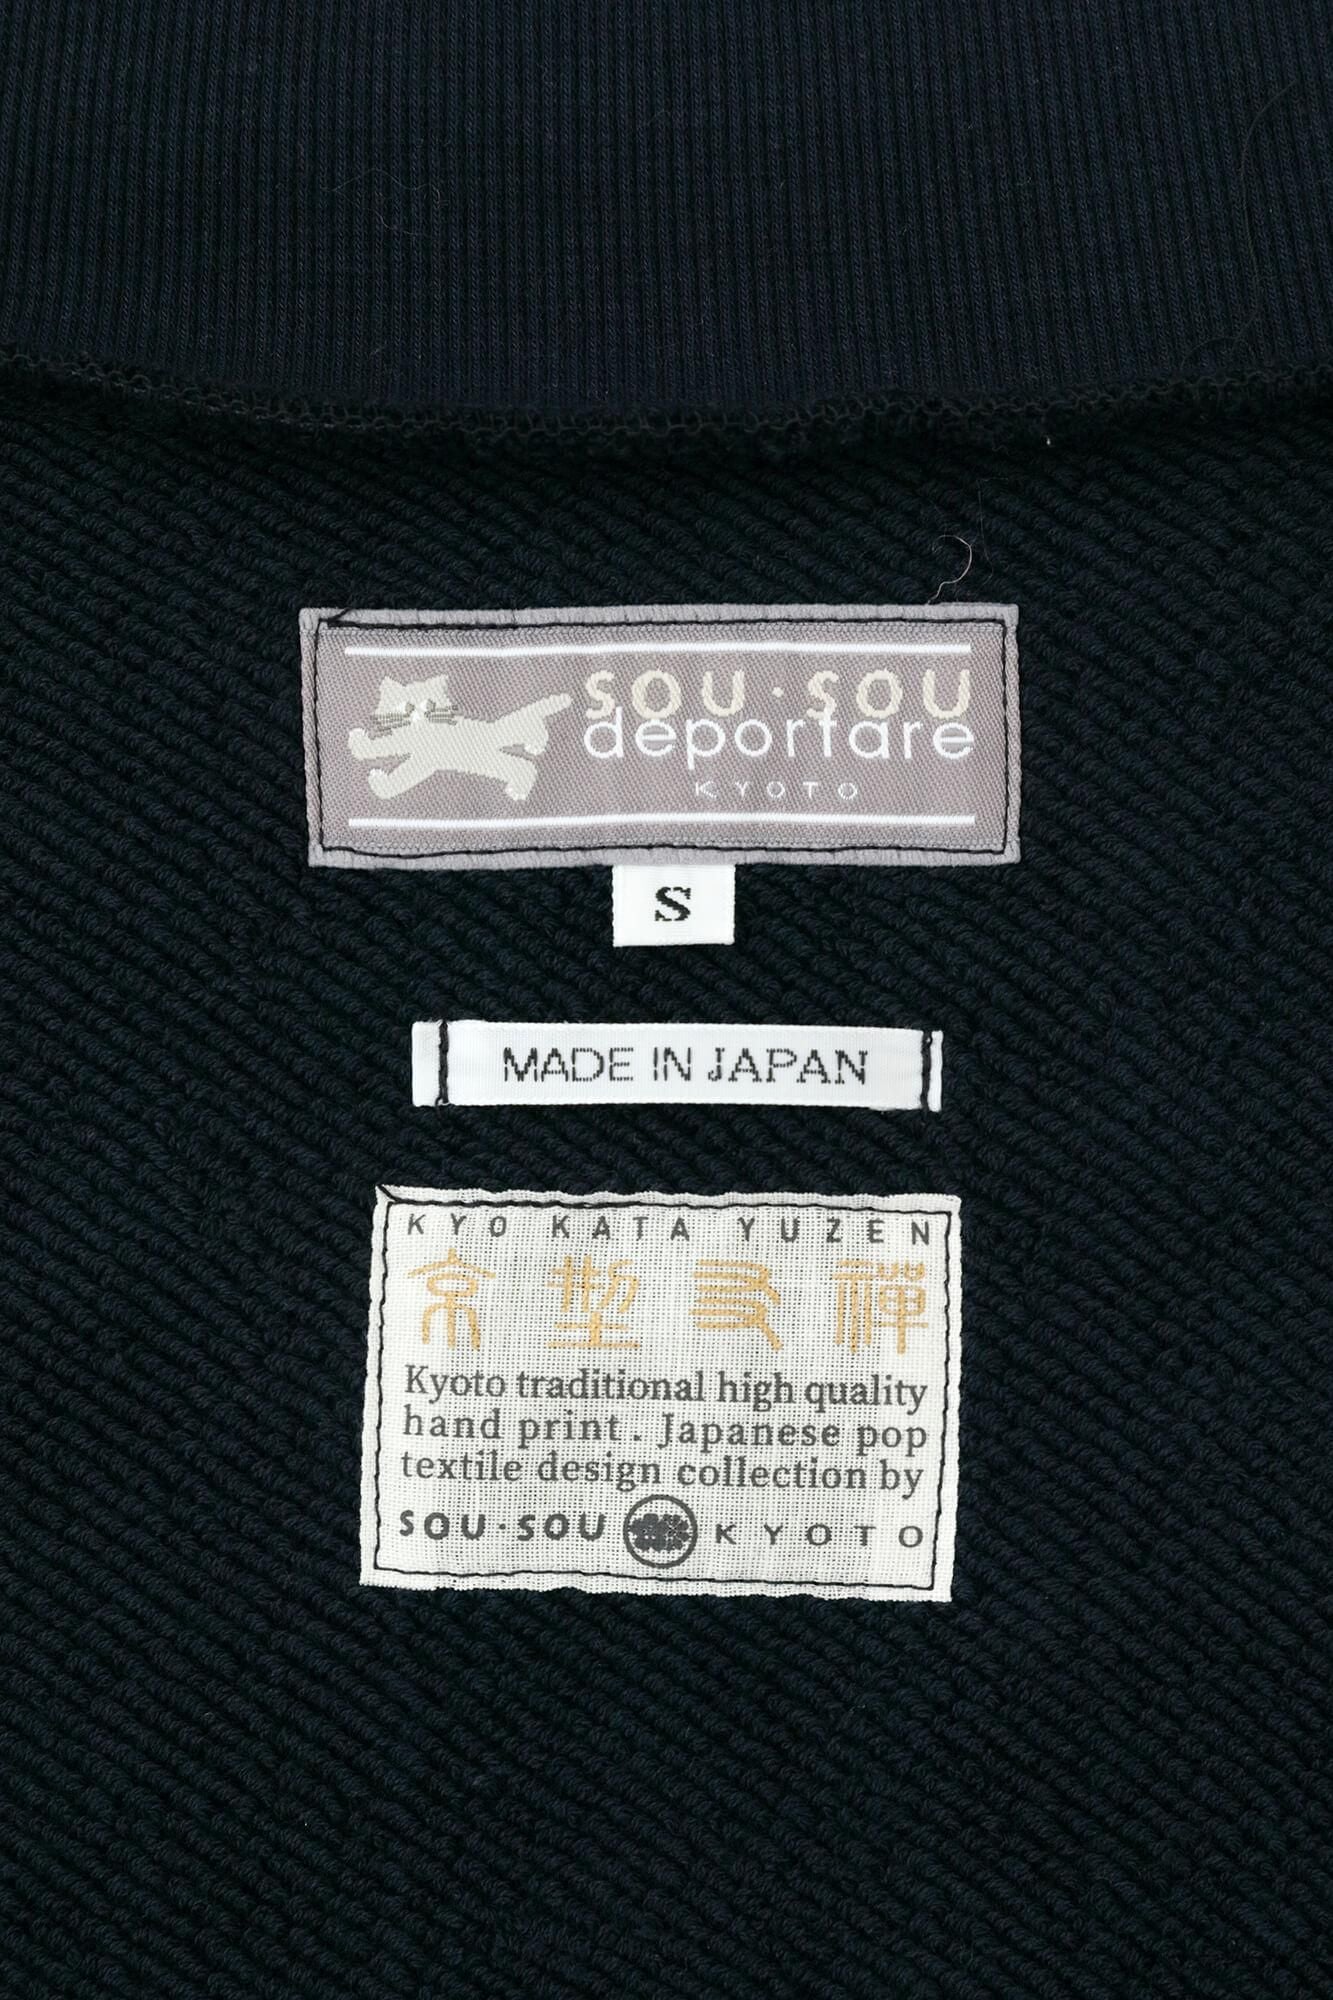 SOU・SOU
deportare
KYOTO
S
MADE IN JAPAN
KYO KATA YUZEN
京型友禅
Kyoto traditional high quality
hand print. Japanese pop
textile design collection by
SOU・SOU KYOTO